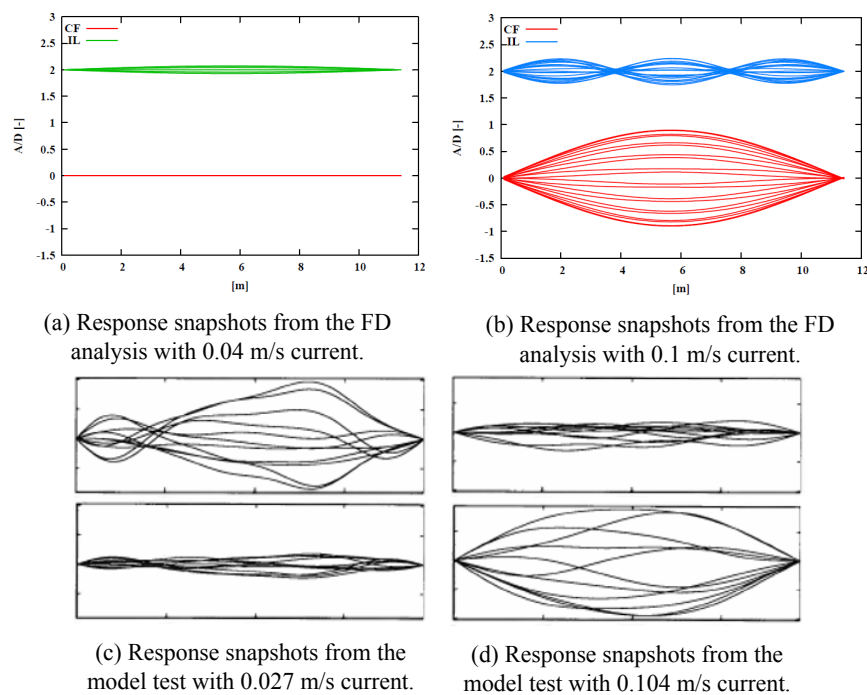 3
2.5
2
1.5
1
0.5
0
-0.5
-1
-1.5
A/D [-]
CF
IL
0 2 4 6 8 10 12
[m]
3
2.5
2
1.5
1
0.5
0
-0.5
-1
-1.5
A/D [-]
CF
IL
0 2 4 6 8 10 12
[m]
(a) Response snapshots from the FD
analysis with 0.04 m/s current.
(b) Response snapshots from the FD
analysis with 0.1 m/s current.
(c) Response snapshots from the
model test with 0.027 m/s current.
(d) Response snapshots from the
model test with 0.104 m/s current.